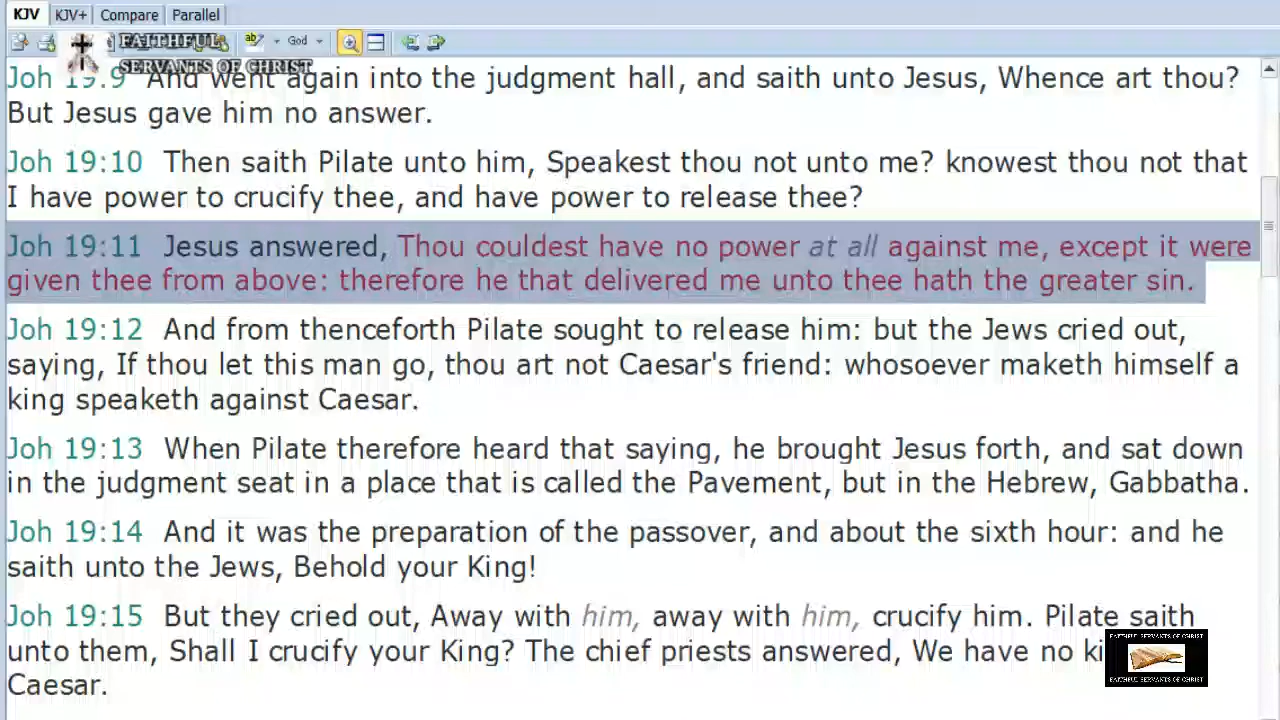 KJV KJV+ Compare Parallel
God
FAITHFUL
SERVANTS OF CHRIST
Joh 19:9 And went again into the judgment hall, and saith unto Jesus, Whence art thou?
But Jesus gave him no answer.
Joh 19:10 Then saith Pilate unto him, Speakest thou not unto me? knowest thou not that
I have power to crucify thee, and have power to release thee?
Joh 19:11 Jesus answered, Thou couldest have no power at all against me, except it were
given thee from above: therefore he that delivered me unto thee hath the greater sin.
Joh 19:12 And from thenceforth Pilate sought to release him: but the Jews cried out,
saying, If thou let this man go, thou art not Caesar's friend: whosoever maketh himself a
king speaketh against Caesar.
Joh 19:13 When Pilate therefore heard that saying, he brought Jesus forth, and sat down
in the judgment seat in a place that is called the Pavement, but in the Hebrew, Gabbatha.
Joh 19:14 And it was the preparation of the passover, and about the sixth hour: and he
saith unto the Jews, Behold your King!
Joh 19:15 But they cried out, Away with him, away with him, crucify him. Pilate saith
unto them, Shall I crucify your King? The chief priests answered, We have no ki
Caesar.
FAITHFUL SERVANTS OF CHRIST
FAITHFUL SERVANTS OF CHRIST